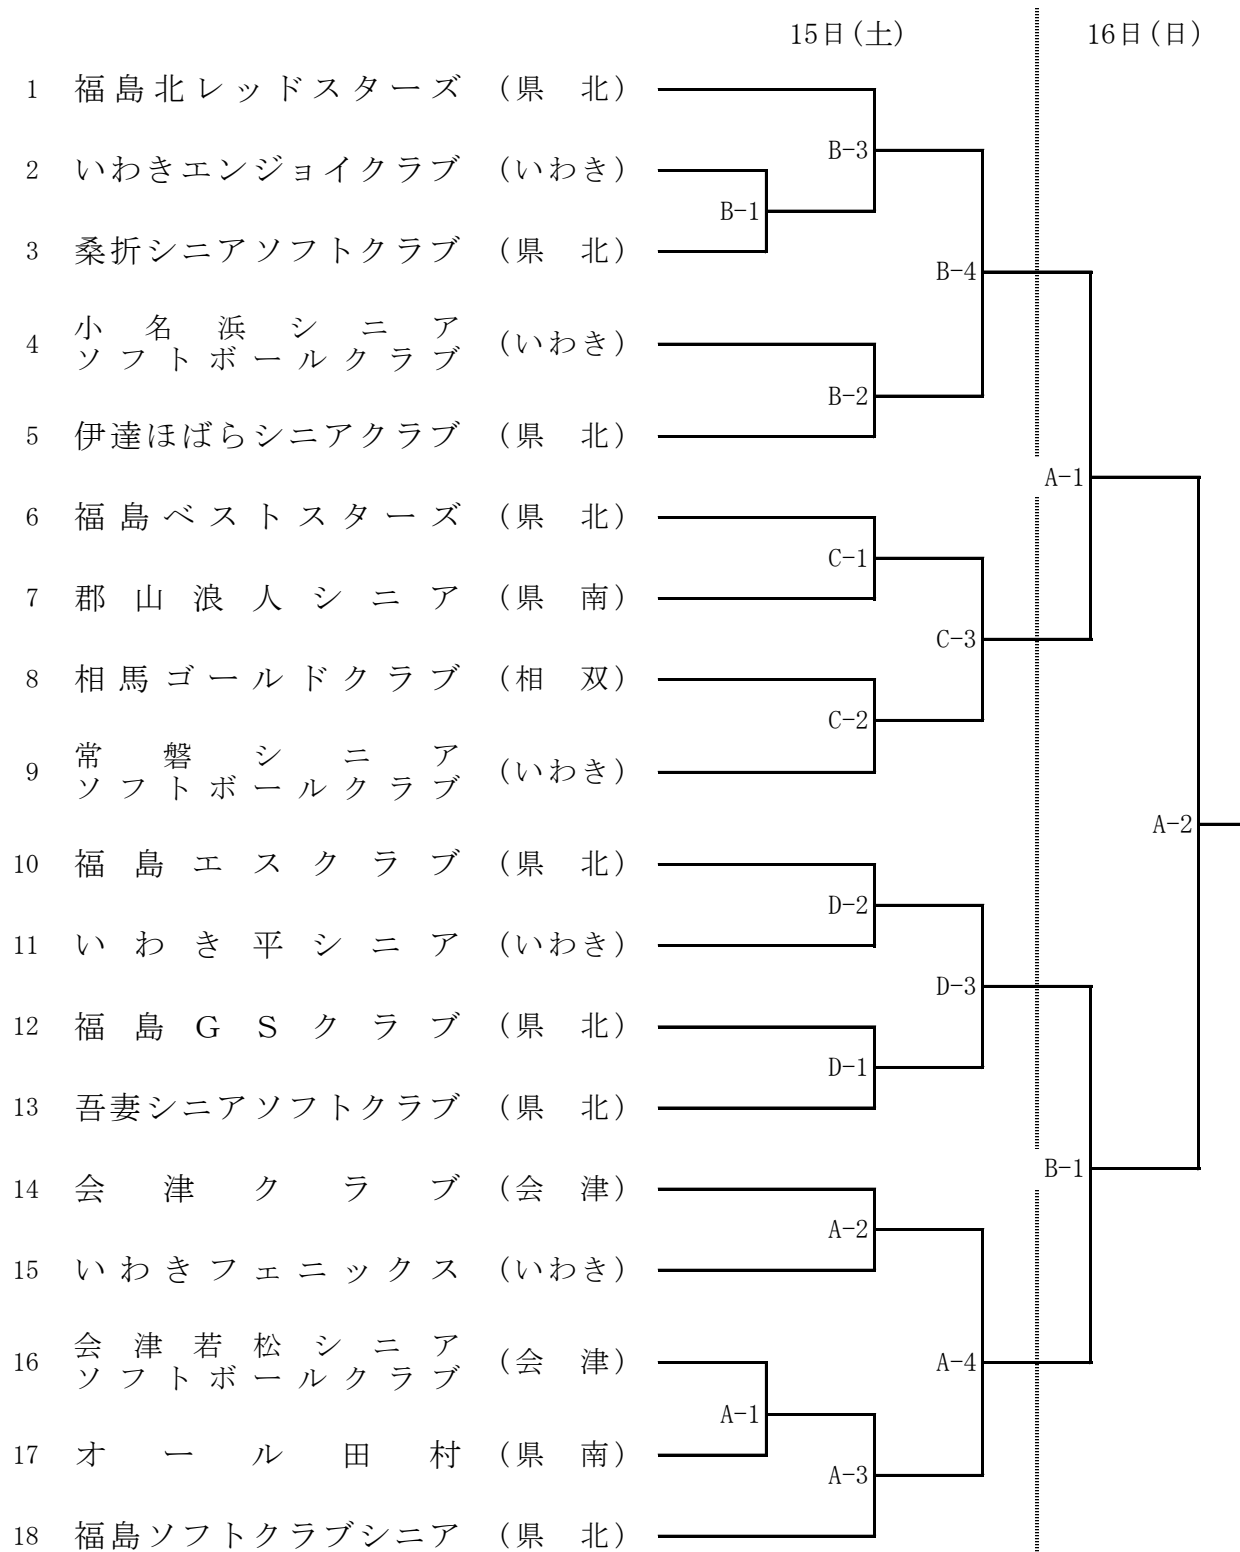 15日(土) 16日(日)
1 福島北レッドスターズ (県 北)
B-3
2 いわきエンジョイクラブ (いわき)
B-1
3 桑折シニアソフトクラブ (県 北)
B-4
4 小名浜シニア
ソフトボールクラブ (いわき)
B-2
5 伊達ほばらシニアクラブ (県 北)
A-1
6 福島ベストスターズ (県 北)
C-1
7 郡山浪人シニア (県 南)
C-3
8 相馬ゴールドクラブ (相 双)
C-2
9 常磐シニア
ソフトボールクラブ (いわき)
A-2
10 福島エスクラブ (県 北)
D-2
11 いわき平シニア (いわき)
D-3
12 福島GSクラブ (県 北)
D-1
13 吾妻シニアソフトクラブ (県 北)
B-1
14 会津クラブ (会 津)
A-2
15 いわきフェニックス (いわき)
16 会津若松シニア
ソフトボールクラブ (会 津)
A-4
A-1
17 オール田村 (県 南)
A-3
18 福島ソフトクラブシニア (県 北)